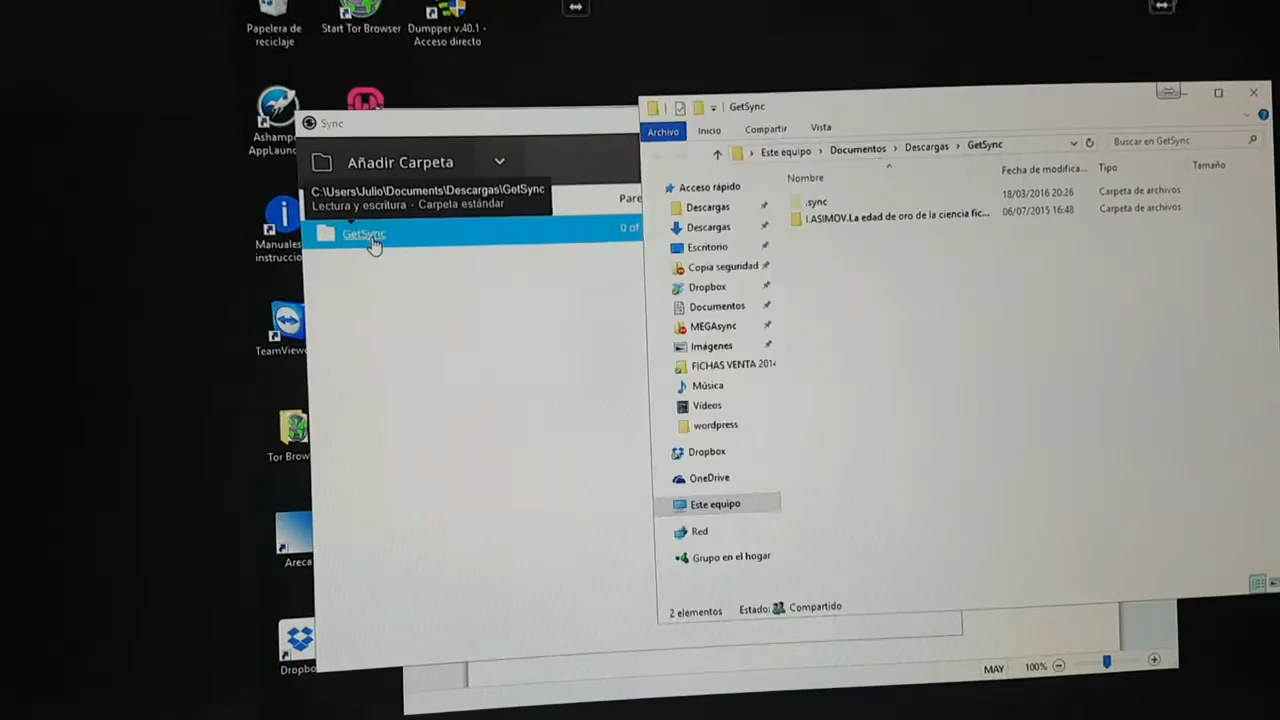 Papelera de
reciclaje
Start Tor Browser
Dumpper v.40.1 -
Acceso directo
Ashamp
AppLaunc
Manuales
instruccio
TeamViewe
Tor Brow
Areca
Dropbo
Sync
Añadir Carpeta
C:\Users\Julio\Documents\Descargas\GetSync
Lectura y escritura - Carpeta estándar
Pare
GetSync
0 of
GetSync
Archivo
Inicio
Compartir
Vista
Este equipo > Documentos > Descargas > GetSync
Buscar en GetSync
Nombre
Fecha de modifica...
Tipo
Tamaño
.sync
18/03/2016 20:26
Carpeta de archivos
I.ASIMOV.La edad de oro de la ciencia fic...
06/07/2015 16:48
Carpeta de archivos
Acceso rápido
Descargas
Descargas
Escritorio
Copia seguridad
Dropbox
Documentos
MEGAsync
Imágenes
FICHAS VENTA 2014
Música
Vídeos
wordpress
Dropbox
OneDrive
Este equipo
Red
Grupo en el hogar
2 elementos
Estado: Compartido
MAY
100%